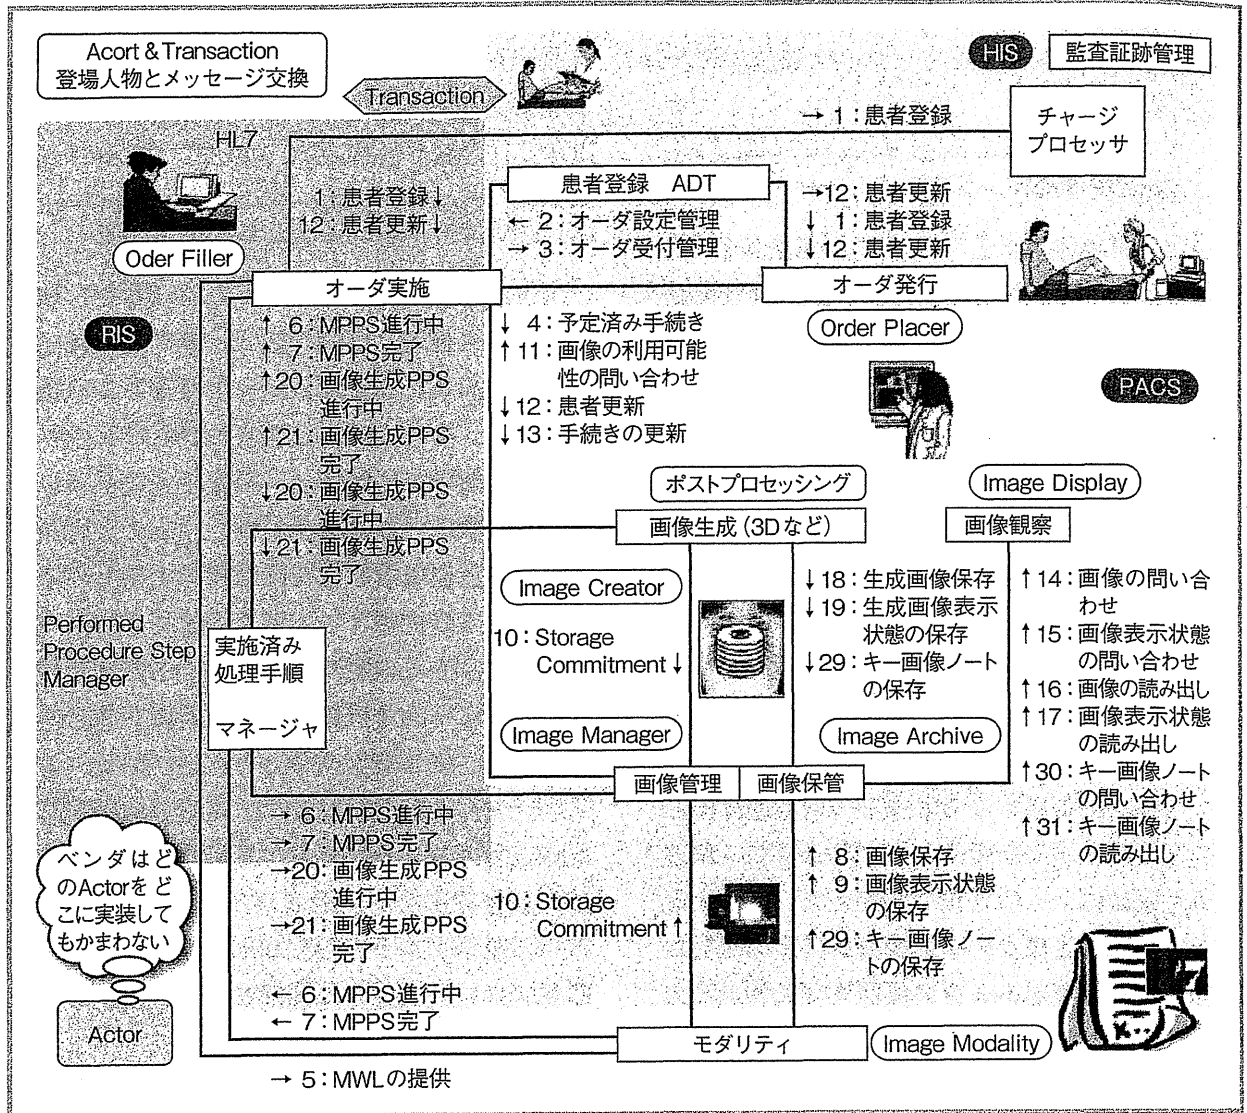 Acort & Transaction
登場人物とメッセージ交換
Transaction
HIS
監査証跡管理
→ 1：患者登録
チャージ
プロセッサ
HL7
1：患者登録↓
12：患者更新↓
患者登録 ADT
← 2：オーダ設定管理
→ 3：オーダ受付管理
→12：患者更新
↓ 1：患者登録
↓12：患者更新
Oder Filler
オーダ実施
オーダ発行
Order Placer
RIS
PACS
↑ 6：MPPS進行中
↑ 7：MPPS完了
↑20：画像生成PPS
進行中
↑21：画像生成PPS
完了
↓20：画像生成PPS
進行中
↓21：画像生成PPS
完了
↓ 4：予定済み手続き
↑11：画像の利用可能
性の問い合わせ
↓12：患者更新
↓13：手続きの更新
ポストプロセッシング
画像生成（3Dなど）
Image Display
画像観察
Image Creator
10：Storage
Commitment↓
↓18：生成画像保存
↓19：生成画像表示
状態の保存
↓29：キー画像ノート
の保存
↑14：画像の問い合
わせ
↑15：画像表示状態
の問い合わせ
↑16：画像の読み出し
↑17：画像表示状態
の読み出し
↑30：キー画像ノート
の問い合わせ
↑31：キー画像ノート
の読み出し
Performed
Procedure Step
Manager
実施済み
処理手順
マネージャ
Image Manager
Image Archive
画像管理
画像保管
→ 6：MPPS進行中
→ 7：MPPS完了
→20：画像生成PPS
進行中
→21：画像生成PPS
完了
10：Storage
Commitment↑
↑ 8：画像保存
↑ 9：画像表示状態
の保存
↑29：キー画像ノー
トの保存
ベンダはど
のActorをど
こに実装して
もかまわない
Actor
← 6：MPPS進行中
← 7：MPPS完了
モダリティ
Image Modality
→ 5：MWLの提供
7